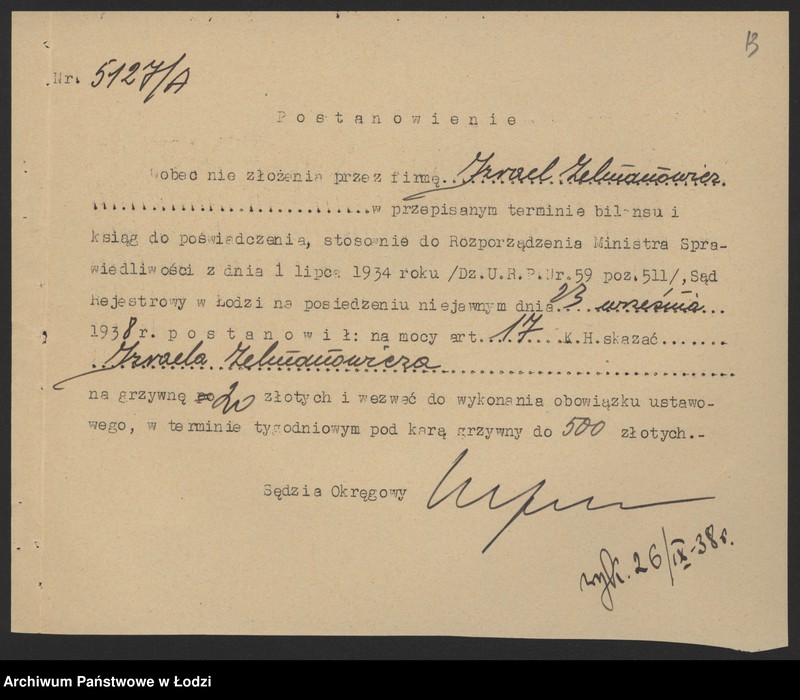 13
Nr. 5127/A
Postanowienie
Wobec nie złożenia przez firmę.. Izrael Zelmanowicz.
..............................w przepisanym terminie bilansu i
ksiąg do poświadczenia, stosownie do Rozporządzenia Ministra Spra-
wiedliwości z dnia 1 lipca 1934 roku /Dz.U.R.P.Nr.59 poz.511/,Sąd
Rejestrowy w Łodzi na posiedzeniu niejawnym dnia.23 września...
1938 r. postanowił: na mocy art...17...K.H.skazać.......
..Izraela Zelmanowicza..............................
na grzywnę 20 złotych i wezwać do wykonania obowiązku ustawo-
wego, w terminie tygodniowym pod karą grzywny do 500 złotych.-
Sędzia Okręgowy
wyk. 26/IX-38r.
Archiwum Państwowe w Łodzi